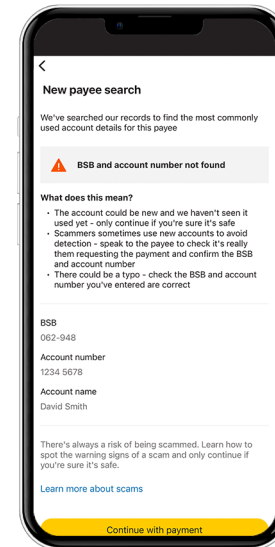 New payee search
We've searched our records to find the most commonly
used account details for this payee
BSB and account number not found
What does this mean?
• The account could be new and we haven't seen it
used yet - only continue if you're sure it's safe
• Scammers sometimes use new accounts to avoid
detection - speak to the payee to check it's really
them requesting the payment and confirm the BSB
and account number
• There could be a typo - check the BSB and account
number you've entered are correct
BSB
062-948
Account number
1234 5678
Account name
David Smith
There's always a risk of being scammed. Learn how to
spot the warning signs of a scam and only continue if
you're sure it's safe.
Learn more about scams
Continue with payment